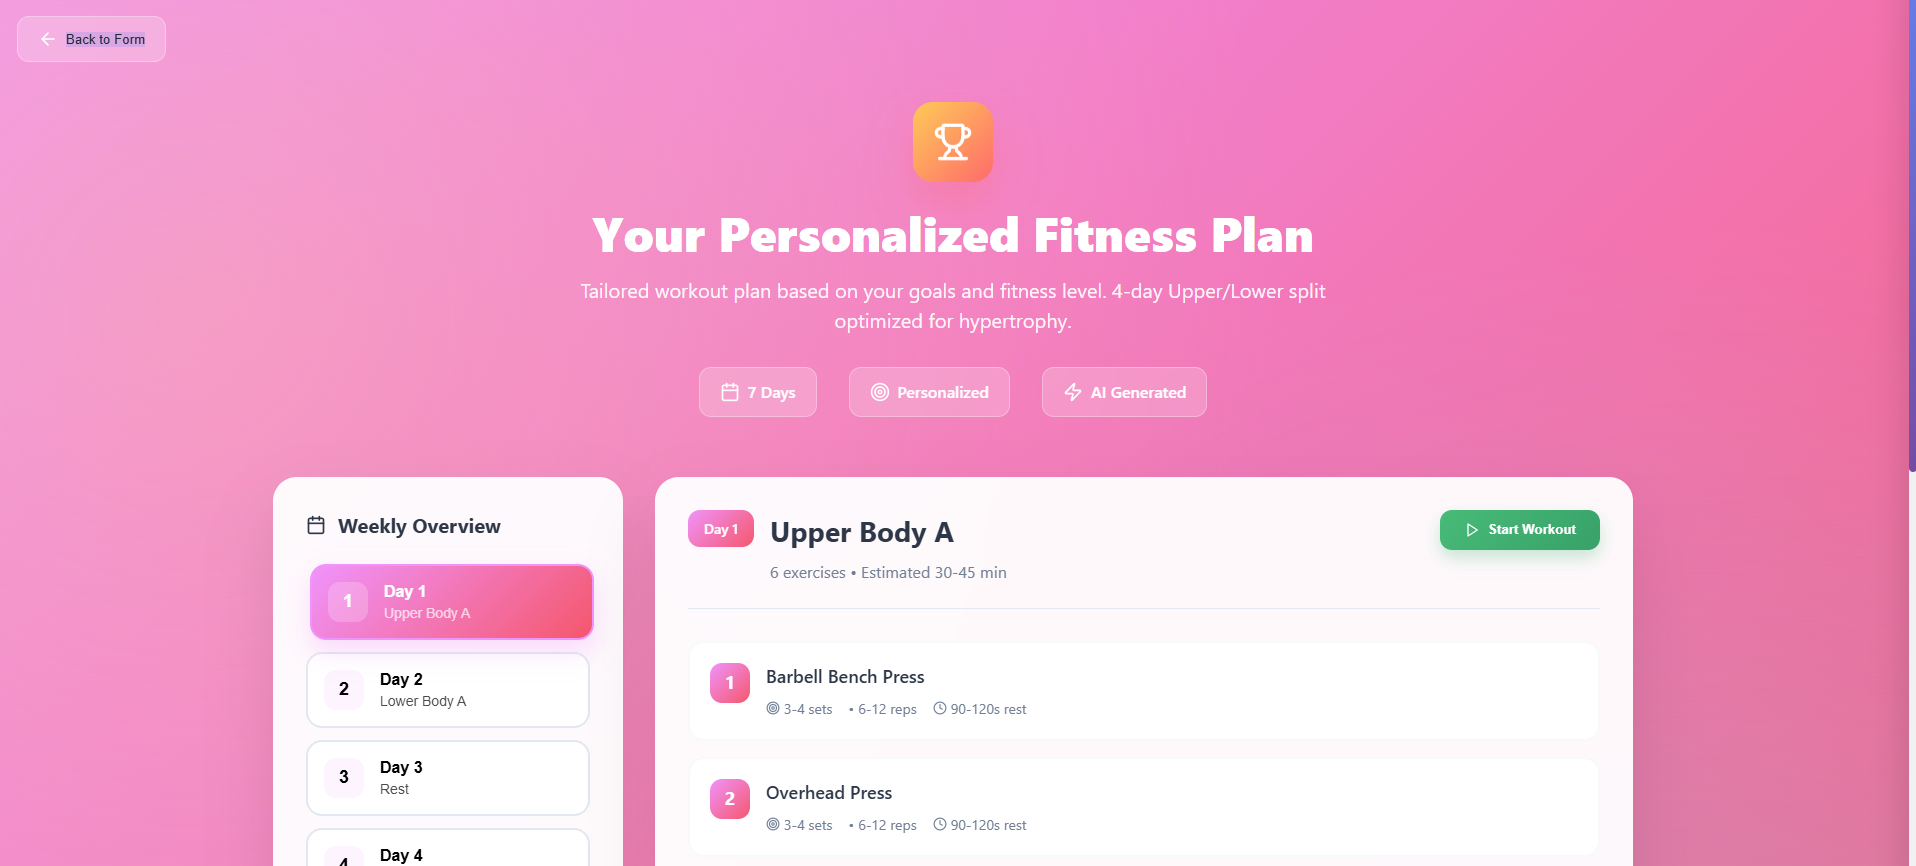 Back to Form
Your Personalized Fitness Plan
Tailored workout plan based on your goals and fitness level. 4-day Upper/Lower split
optimized for hypertrophy.
7 Days
Personalized
AI Generated
Weekly Overview
1
Day 1
Upper Body A
2
Day 2
Lower Body A
3
Day 3
Rest
4
Day 4
Day 1
Upper Body A
6 exercises • Estimated 30-45 min
Start Workout
1
Barbell Bench Press
3-4 sets • 6-12 reps 90-120s rest
2
Overhead Press
3-4 sets • 6-12 reps 90-120s rest